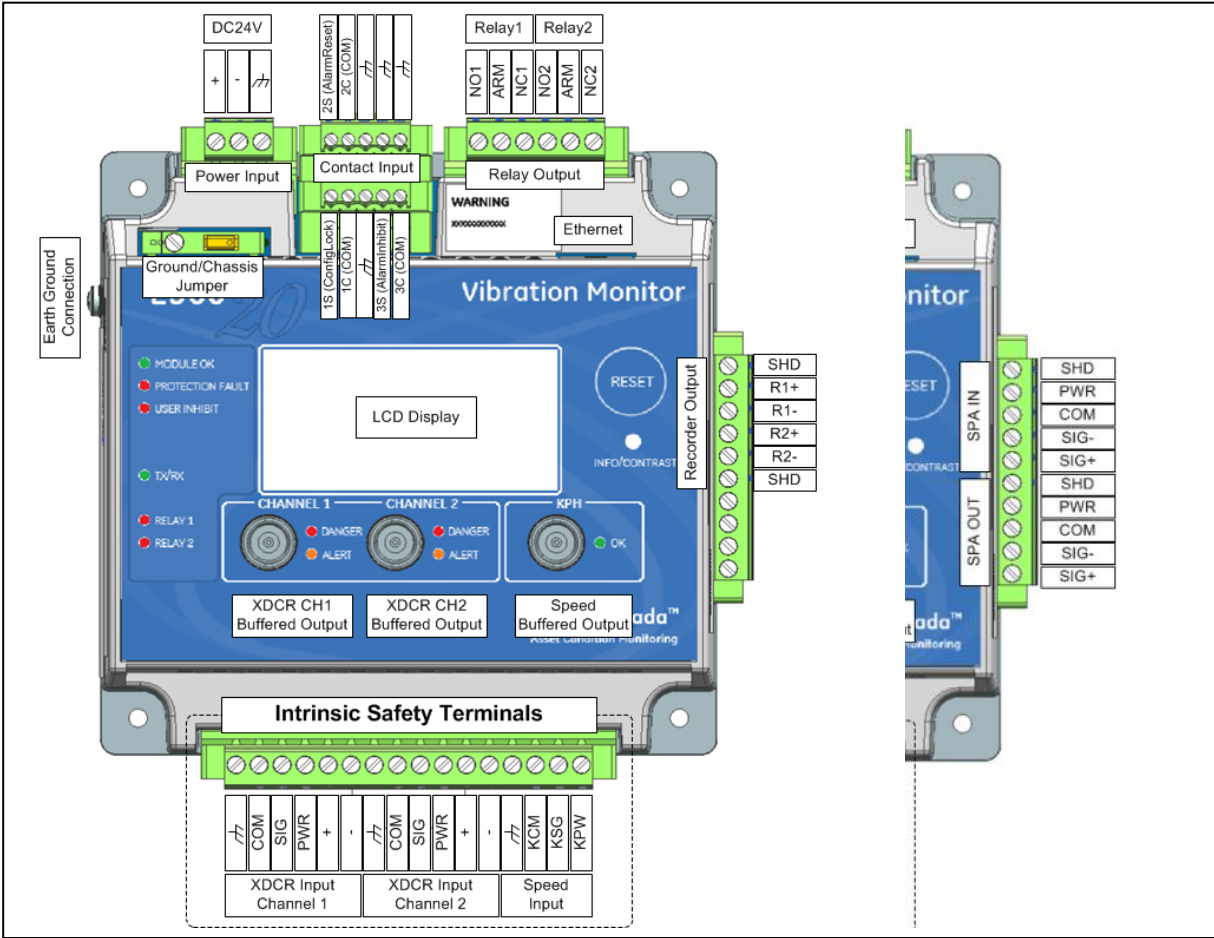 DC24V
+
-
2S (AlarmReset)
2C (COM)
Relay1
Relay2
NO1
ARM
NC1
NO2
ARM
NC2
Power Input
Contact Input
Relay Output
WARNING
XXXXXXXXXXXX
Ethernet
Ground/Chassis
Jumper
Earth Ground
Connection
1S (ConfigLock)
1C (COM)
3S (AlarmInhibit)
3C (COM)
20
Vibration Monitor
MODULE OK
PROTECTION FAULT
USER INHIBIT
TX/RX
RELAY 1
RELAY 2
LCD Display
RESET
INFO/CONTRAST
CHANNEL 1
DANGER
ALERT
CHANNEL 2
DANGER
ALERT
KPH
OK
XDCR CH1
Buffered Output
XDCR CH2
Buffered Output
Speed
Buffered Output
ada™
Asset Condition Monitoring
Recorder Output
SHD
R1+
R1-
R2+
R2-
SHD
Intrinsic Safety Terminals
COM
SIG
PWR
+
-
COM
SIG
PWR
+
-
KCM
KSG
KPW
XDCR Input
Channel 1
XDCR Input
Channel 2
Speed
Input
nitor
ESET
CONTRAST
ada™
onitoring
SPA IN
SPA OUT
SHD
PWR
COM
SIG-
SIG+
SHD
PWR
COM
SIG-
SIG+